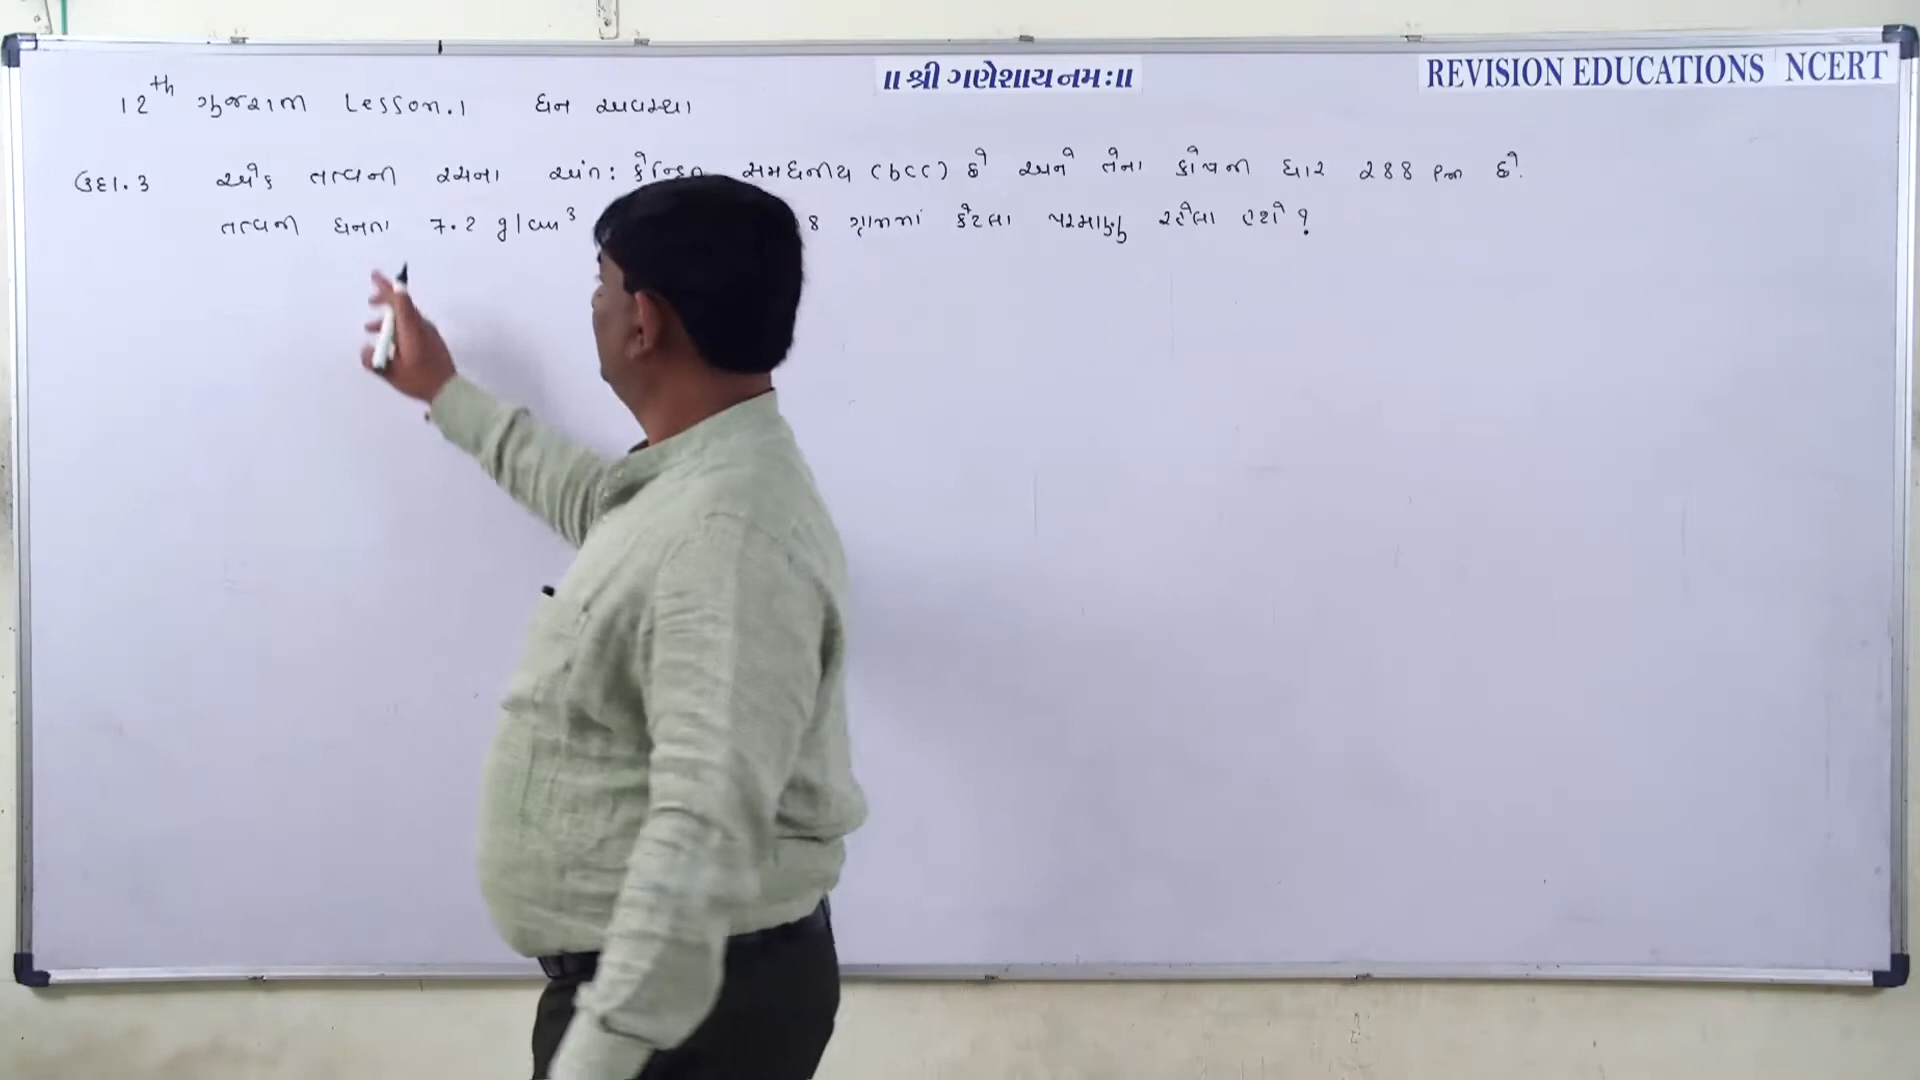 ॥ શ્રી ગણેશાય નમઃ॥
REVISION EDUCATIONS NCERT
12th ગુજરાતી Lesson.1 ઘન અવસ્થા
ઉદા.3 એક તત્વની રચના અંત: કેન્દ્રિત સમઘનીય (bcc) છે અને તેના કોષની ધાર 288 pm છે.
તત્વની ઘનતા 7.2 g/cm³ 8 ગ્રામમાં કેટલા પરમાણુ રહેલા હશે ?